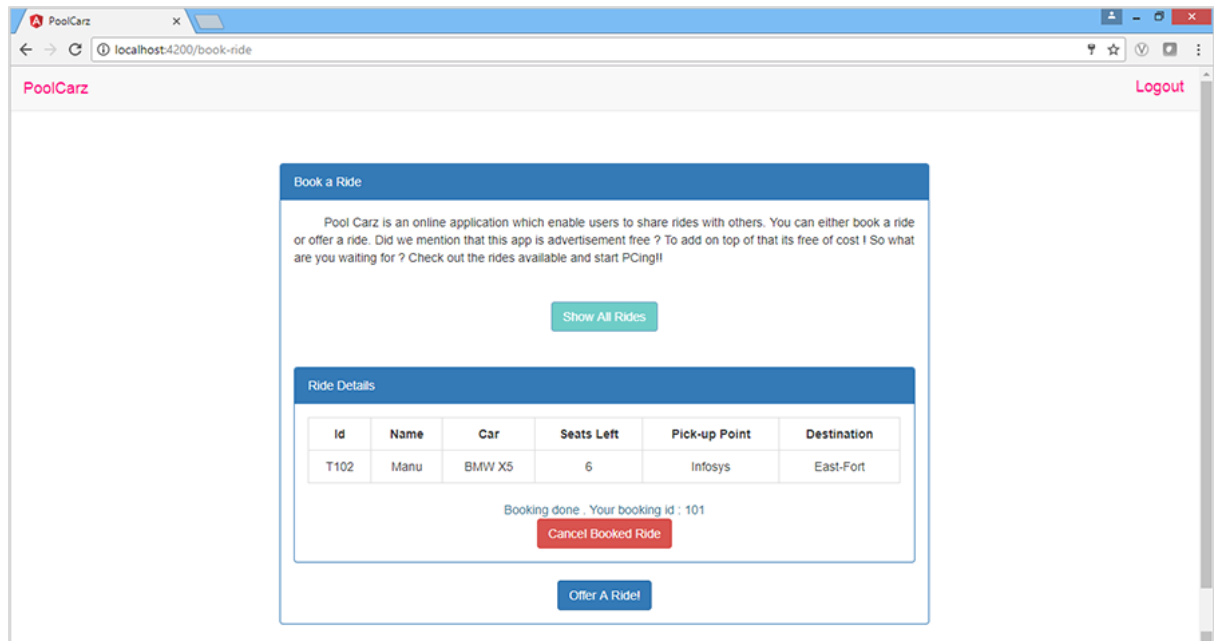 PoolCarz
localhost:4200/book-ride
PoolCarz Logout
Book a Ride
Pool Carz is an online application which enable users to share rides with others. You can either book a ride
or offer a ride. Did we mention that this app is advertisement free ? To add on top of that its free of cost ! So what
are you waiting for ? Check out the rides available and start PCing!!
Show All Rides
Ride Details
Id Name Car Seats Left Pick-up Point Destination
T102 Manu BMW X5 6 Infosys East-Fort
Booking done . Your booking id : 101
Cancel Booked Ride
Offer A Ride!